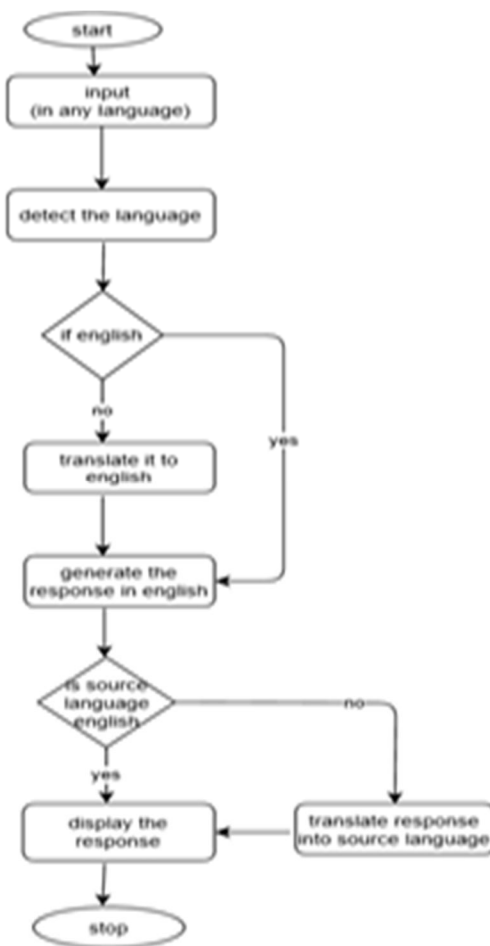 start
input
(in any language)
detect the language
if english
no
yes
translate it to
english
generate the
response in english
is source
language
english
no
yes
display the
response
translate response
into source language
stop